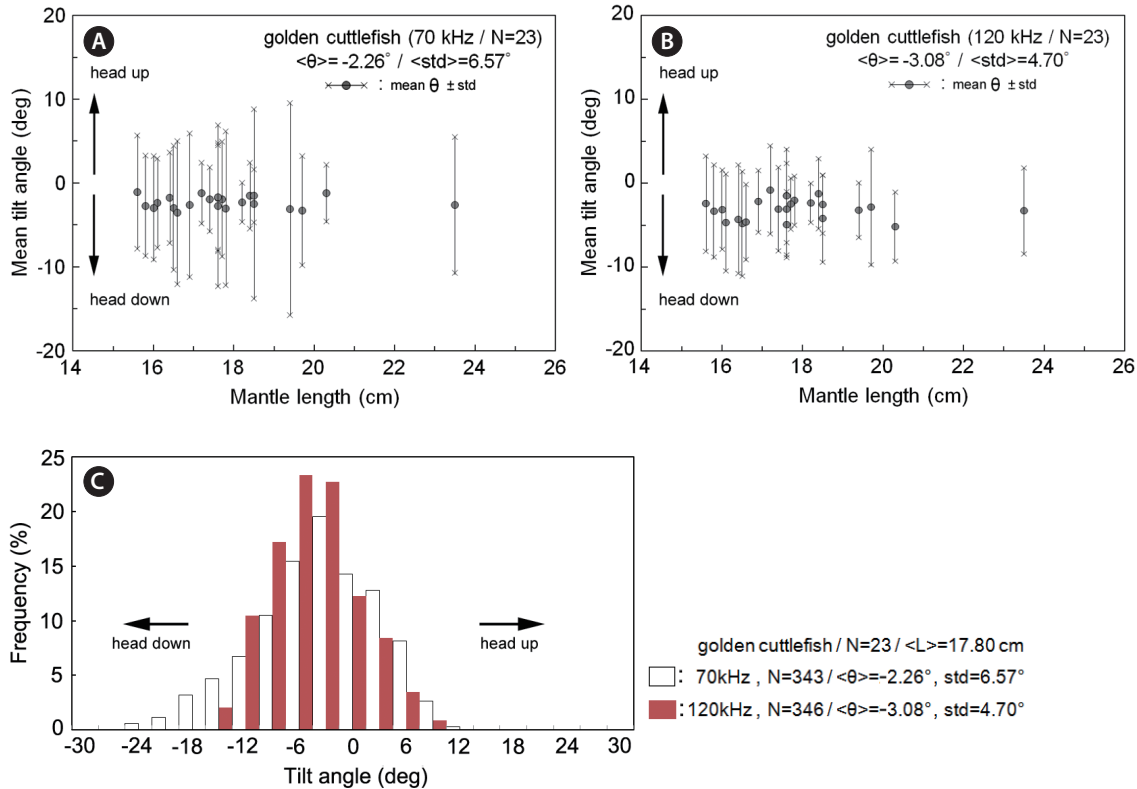 A
golden cuttlefish (70 kHz / N=23)
<θ>= -2.26° / <std>=6.57°
: mean θ ± std
head up
head down
Mean tilt angle (deg)
20
10
0
-10
-20
14 16 18 20 22 24 26
Mantle length (cm)
B
golden cuttlefish (120 kHz / N=23)
<θ>= -3.08° / <std>=4.70°
: mean θ ± std
head up
head down
Mean tilt angle (deg)
20
10
0
-10
-20
14 16 18 20 22 24 26
Mantle length (cm)
C
Frequency (%)
25
20
15
10
5
0
head down
head up
-30 -24 -18 -12 -6 0 6 12 18 24 30
Tilt angle (deg)
golden cuttlefish / N=23 / <L>=17.80 cm
: 70kHz , N=343 / <θ>=-2.26°, std=6.57°
: 120kHz , N=346 / <θ>=-3.08°, std=4.70°